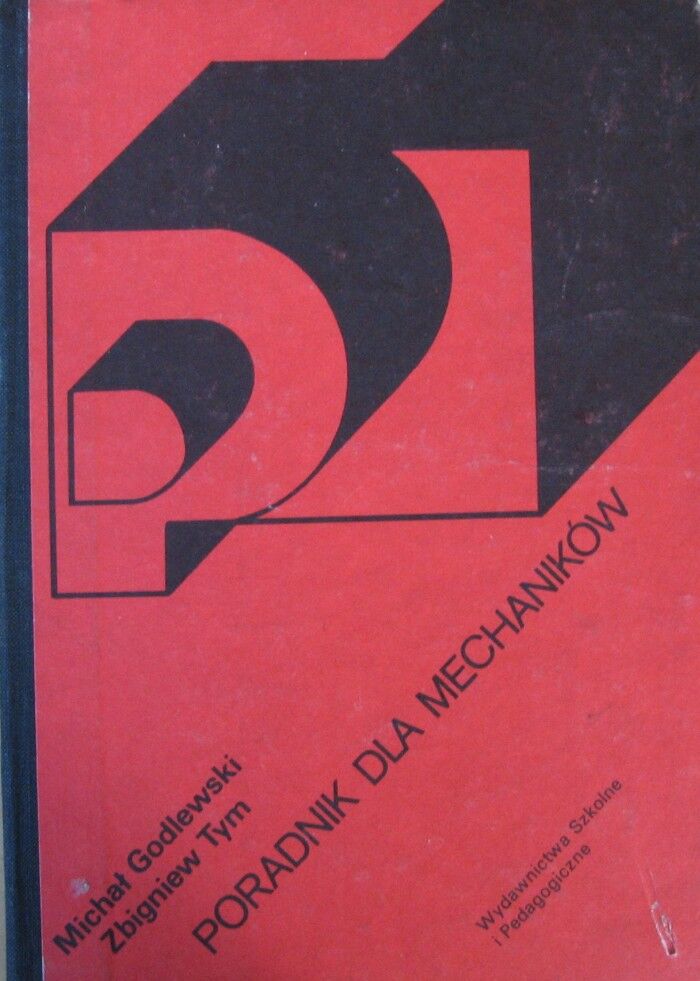 Michał Godlewski
Zbigniew Tym
PORADNIK DLA MECHANIKÓW
Wydawnictwa Szkolne
i Pedagogiczne